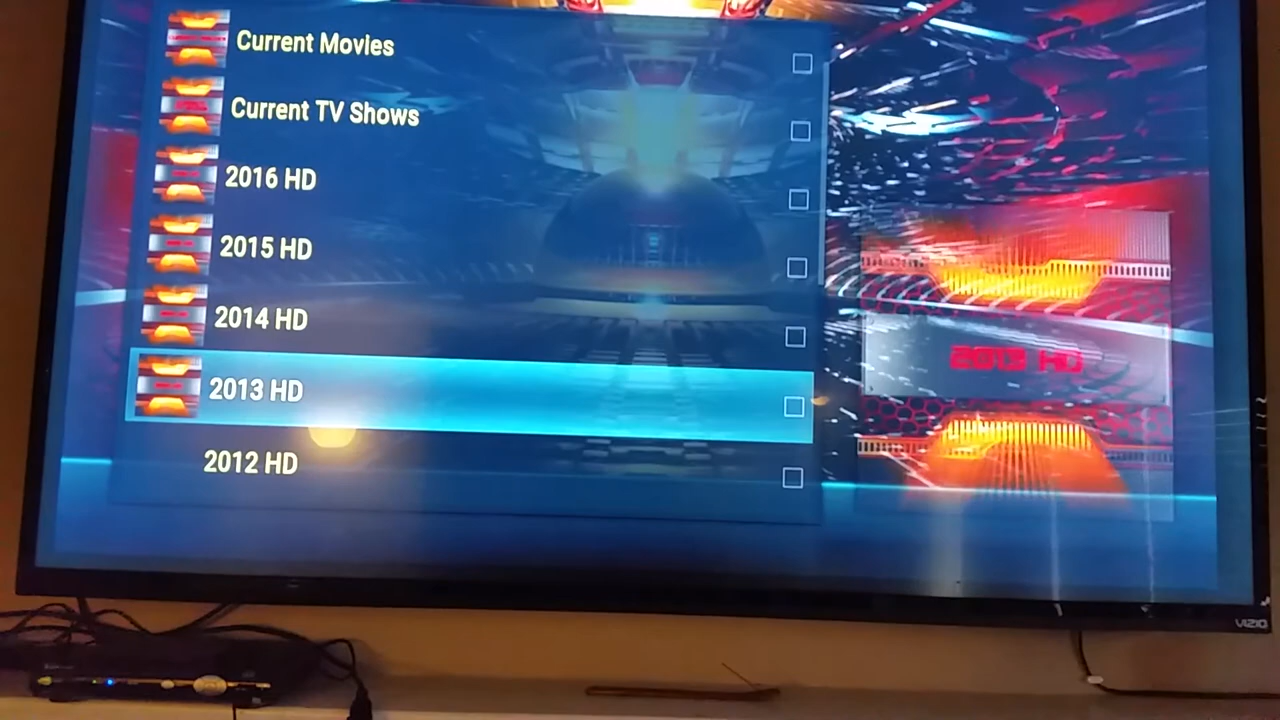 Current Movies
Current TV Shows
2016 HD
2015 HD
2014 HD
2013 HD
2012 HD
2013 HD
VIZIO